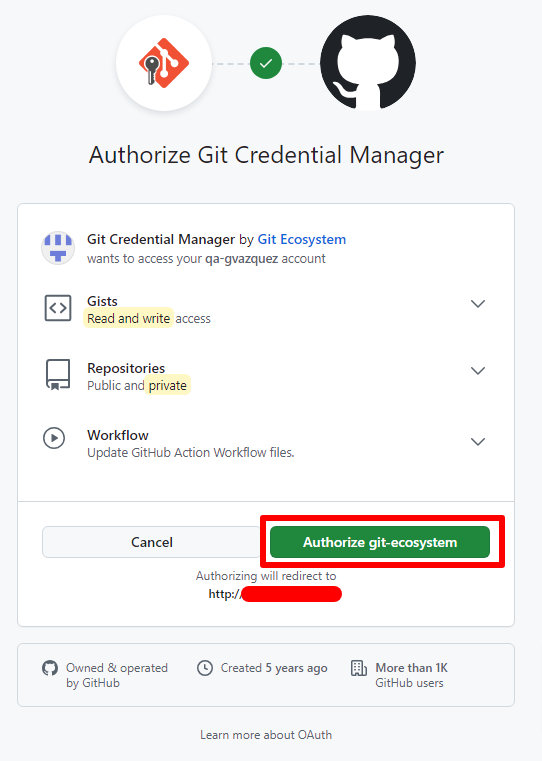 Authorize Git Credential Manager
Git Credential Manager by Git Ecosystem
wants to access your qa-gvazquez account
Gists
Read and write access
Repositories
Public and private
Workflow
Update GitHub Action Workflow files.
Cancel
Authorize git-ecosystem
Authorizing will redirect to
http:/
Owned & operated
by GitHub
Created 5 years ago
More than 1K
GitHub users
Learn more about OAuth